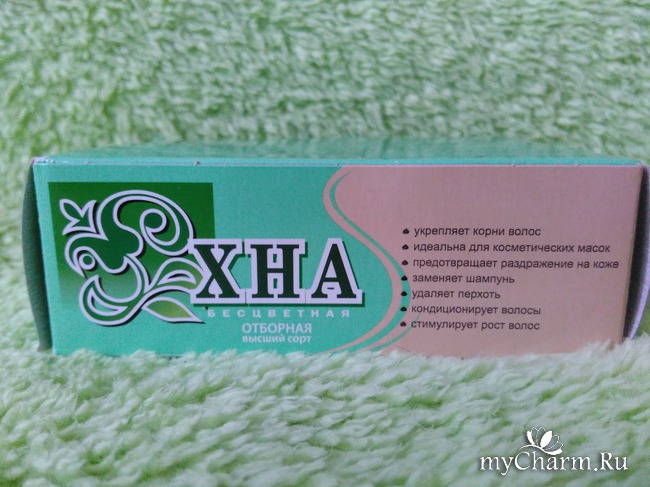 ХНА
БЕСЦВЕТНАЯ
ОТБОРНАЯ
ВЫСШИЙ СОРТ
укрепляет корни волос
идеальна для косметических масок
предотвращает раздражение на коже
заменяет шампунь
удаляет перхоть
кондиционирует волосы
стимулирует рост волос
myCharm.Ru